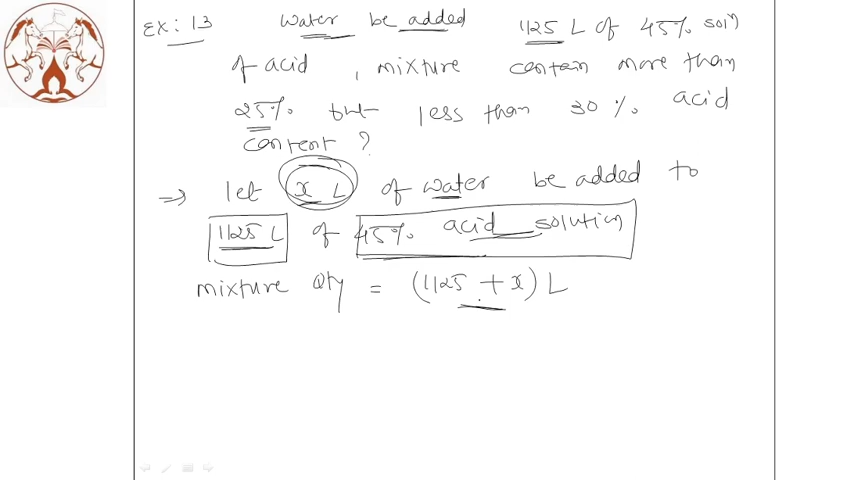 Ex: 13 Water be added 1125 L of 45% solⁿ
of acid, mixture contain more than
25% but less than 30% acid
content ?
⇒ let x L of water be added to
1125 L of 45% acid solution
mixture Qty = (1125 + x) L